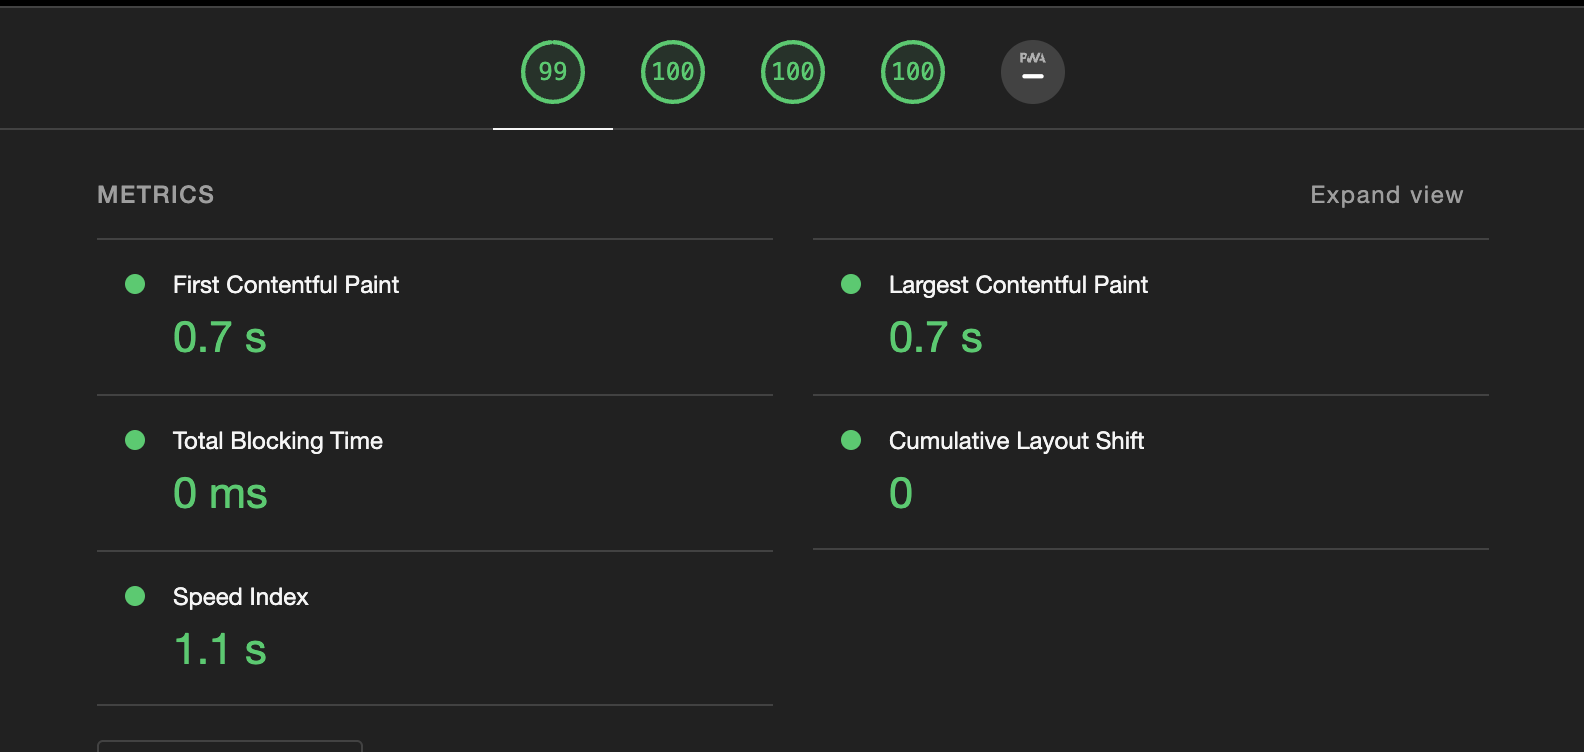 99
100
100
100
PWA
METRICS
Expand view
First Contentful Paint
0.7 s
Largest Contentful Paint
0.7 s
Total Blocking Time
0 ms
Cumulative Layout Shift
0
Speed Index
1.1 s